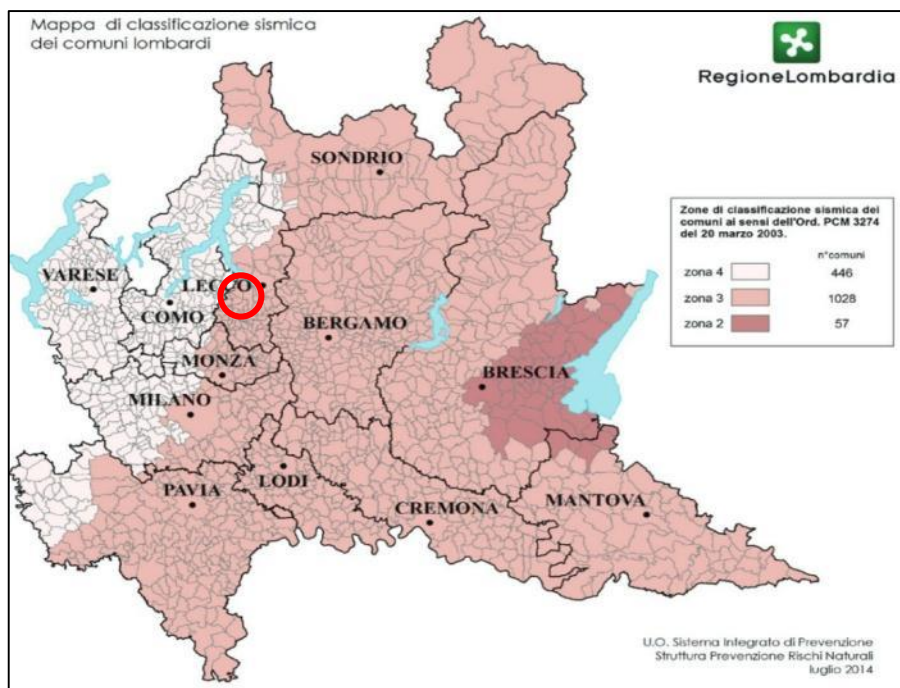 Mappa di classificazione sismica
dei comuni lombardi
RegioneLombardia
SONDRIO
Zone di classificazione sismica dei
comuni ai sensi dell'Ord. PCM 3274
del 20 marzo 2003.
n°comuni
zona 4 446
zona 3 1028
zona 2 57
VARESE
LECCO
COMO
BERGAMO
MONZA
BRESCIA
MILANO
PAVIA
LODI
CREMONA
MANTOVA
U.O. Sistema Integrato di Prevenzione
Struttura Prevenzione Rischi Naturali
luglio 2014